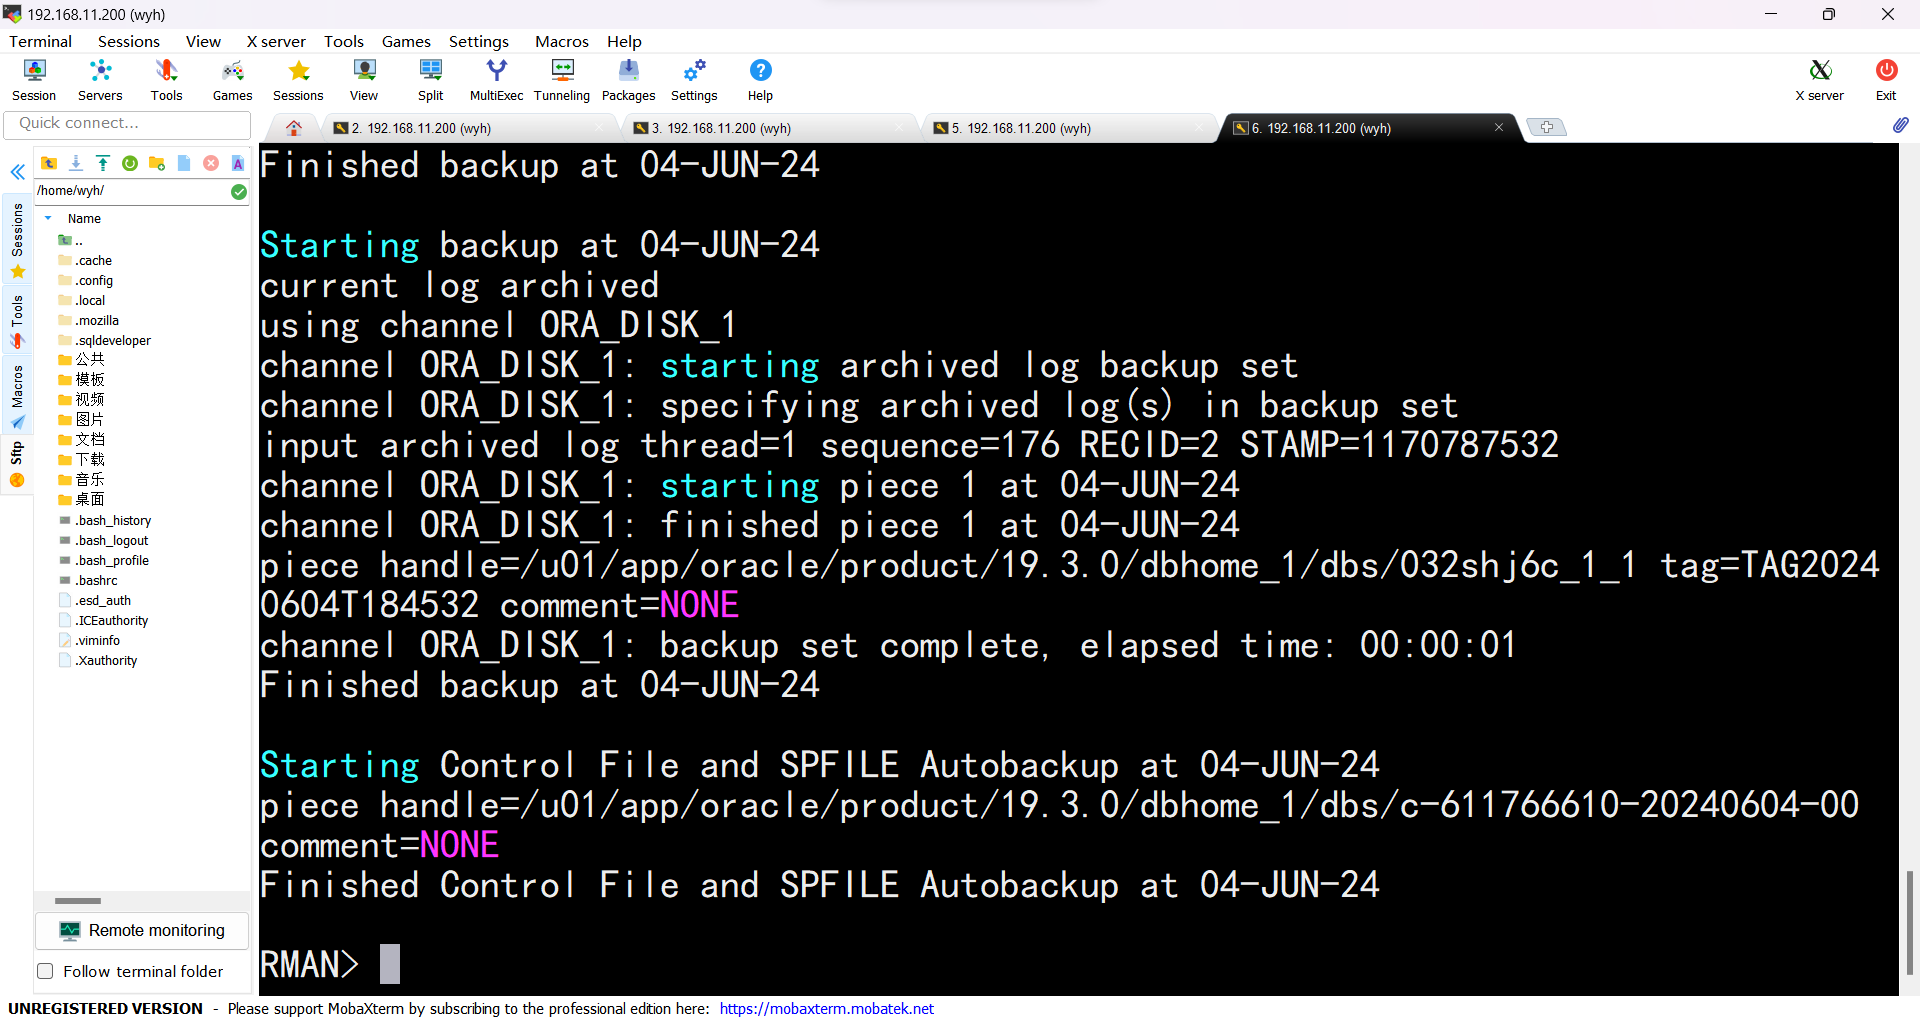 192.168.11.200 (wyh)
Terminal Sessions View X server Tools Games Settings Macros Help
Session Servers Tools Games Sessions View Split MultiExec Tunneling Packages Settings Help X server Exit
Quick connect...
2. 192.168.11.200 (wyh)
3. 192.168.11.200 (wyh)
5. 192.168.11.200 (wyh)
6. 192.168.11.200 (wyh)
Sessions
Tools
Macros
Sftp
/home/wyh/
Name
..
.cache
.config
.local
.mozilla
.sqldeveloper
公共
模板
视频
图片
文档
下载
音乐
桌面
.bash_history
.bash_logout
.bash_profile
.bashrc
.esd_auth
.ICEauthority
.viminfo
.Xauthority
Remote monitoring
Follow terminal folder
Finished backup at 04-JUN-24
Starting backup at 04-JUN-24
current log archived
using channel ORA_DISK_1
channel ORA_DISK_1: starting archived log backup set
channel ORA_DISK_1: specifying archived log(s) in backup set
input archived log thread=1 sequence=176 RECID=2 STAMP=1170787532
channel ORA_DISK_1: starting piece 1 at 04-JUN-24
channel ORA_DISK_1: finished piece 1 at 04-JUN-24
piece handle=/u01/app/oracle/product/19.3.0/dbhome_1/dbs/032shj6c_1_1 tag=TAG2024
0604T184532 comment=NONE
channel ORA_DISK_1: backup set complete, elapsed time: 00:00:01
Finished backup at 04-JUN-24
Starting Control File and SPFILE Autobackup at 04-JUN-24
piece handle=/u01/app/oracle/product/19.3.0/dbhome_1/dbs/c-611766610-20240604-00
comment=NONE
Finished Control File and SPFILE Autobackup at 04-JUN-24
RMAN>
UNREGISTERED VERSION - Please support MobaXterm by subscribing to the professional edition here: https://mobaxterm.mobatek.net